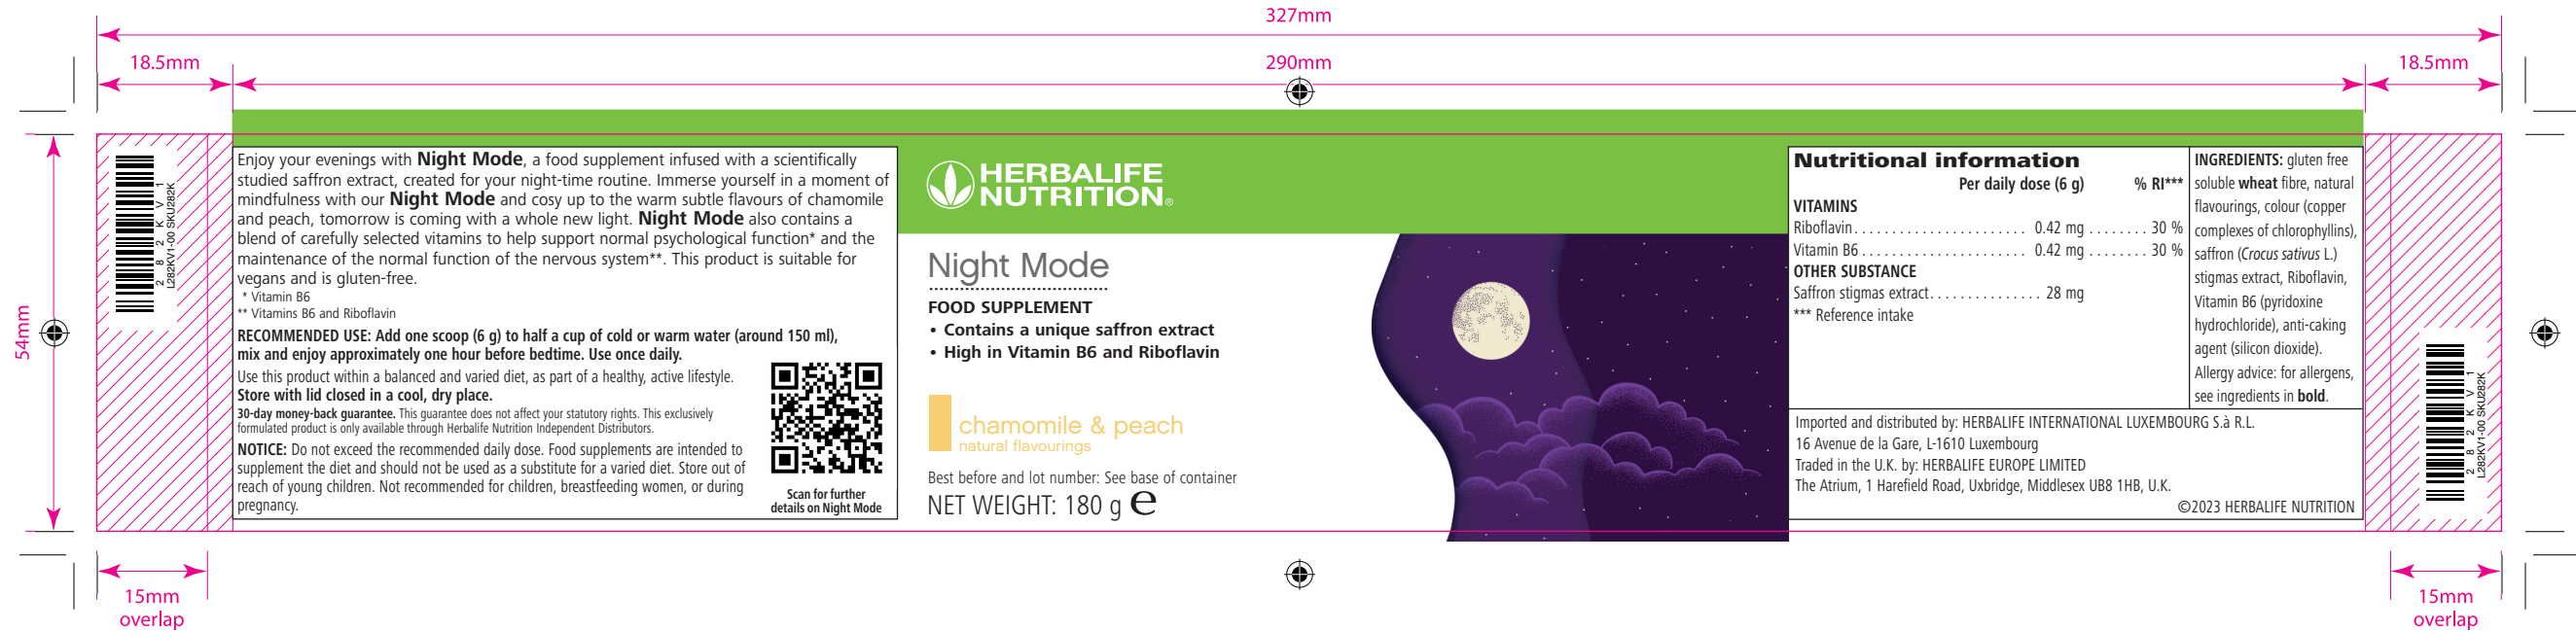 327mm
18.5mm
290mm
18.5mm
54mm
2 8 2 K V 1
L282KV1-00 SKU282K
Enjoy your evenings with Night Mode, a food supplement infused with a scientifically
studied saffron extract, created for your night-time routine. Immerse yourself in a moment of
mindfulness with our Night Mode and cosy up to the warm subtle flavours of chamomile
and peach, tomorrow is coming with a whole new light. Night Mode also contains a
blend of carefully selected vitamins to help support normal psychological function* and the
maintenance of the normal function of the nervous system**. This product is suitable for
vegans and is gluten-free.
* Vitamin B6
** Vitamins B6 and Riboflavin
RECOMMENDED USE: Add one scoop (6 g) to half a cup of cold or warm water (around 150 ml),
mix and enjoy approximately one hour before bedtime. Use once daily.
Use this product within a balanced and varied diet, as part of a healthy, active lifestyle.
Store with lid closed in a cool, dry place.
30-day money-back guarantee. This guarantee does not affect your statutory rights. This exclusively
formulated product is only available through Herbalife Nutrition Independent Distributors.
NOTICE: Do not exceed the recommended daily dose. Food supplements are intended to
supplement the diet and should not be used as a substitute for a varied diet. Store out of
reach of young children. Not recommended for children, breastfeeding women, or during
pregnancy.
Scan for further
details on Night Mode
HERBALIFE
NUTRITION®
Night Mode
FOOD SUPPLEMENT
• Contains a unique saffron extract
• High in Vitamin B6 and Riboflavin
chamomile & peach
natural flavourings
Best before and lot number: See base of container
NET WEIGHT: 180 g ℮
Nutritional information
Per daily dose (6 g) % RI***
VITAMINS
Riboflavin....................... 0.42 mg ........ 30 %
Vitamin B6...................... 0.42 mg ........ 30 %
OTHER SUBSTANCE
Saffron stigmas extract............... 28 mg
*** Reference intake
INGREDIENTS: gluten free
soluble wheat fibre, natural
flavourings, colour (copper
complexes of chlorophyllins),
saffron (Crocus sativus L.)
stigmas extract, Riboflavin,
Vitamin B6 (pyridoxine
hydrochloride), anti-caking
agent (silicon dioxide).
Allergy advice: for allergens,
see ingredients in bold.
Imported and distributed by: HERBALIFE INTERNATIONAL LUXEMBOURG S.à R.L.
16 Avenue de la Gare, L-1610 Luxembourg
Traded in the U.K. by: HERBALIFE EUROPE LIMITED
The Atrium, 1 Harefield Road, Uxbridge, Middlesex UB8 1HB, U.K.
©2023 HERBALIFE NUTRITION
2 8 2 K V 1
L282KV1-00 SKU282K
15mm
overlap
15mm
overlap